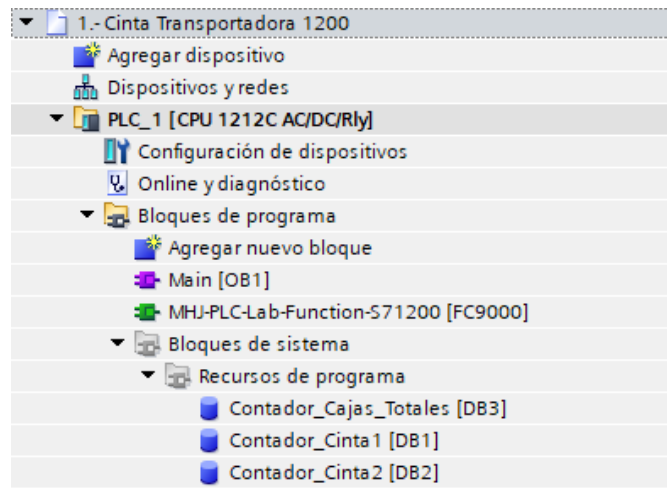 1.- Cinta Transportadora 1200
Agregar dispositivo
Dispositivos y redes
PLC_1 [CPU 1212C AC/DC/Rly]
Configuración de dispositivos
Online y diagnóstico
Bloques de programa
Agregar nuevo bloque
Main [OB1]
MHJ-PLC-Lab-Function-S71200 [FC9000]
Bloques de sistema
Recursos de programa
Contador_Cajas_Totales [DB3]
Contador_Cinta1 [DB1]
Contador_Cinta2 [DB2]